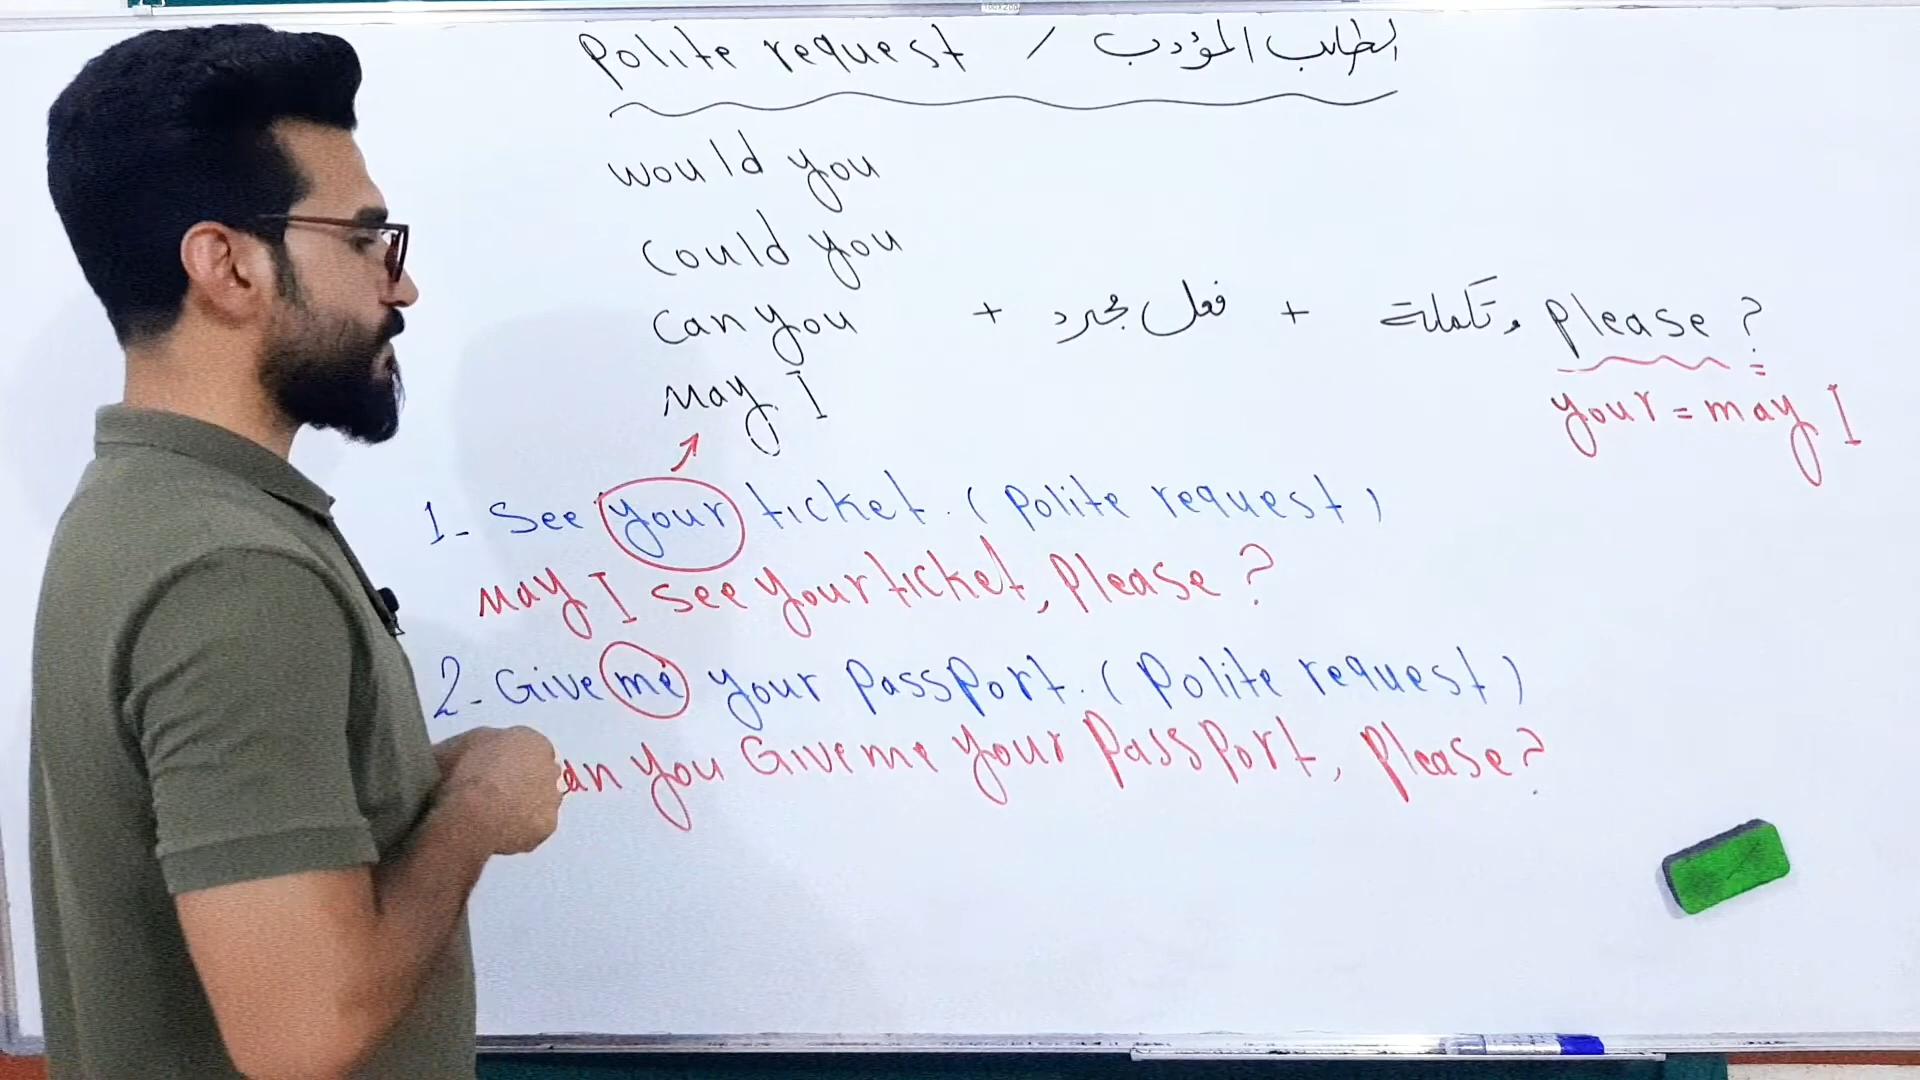 Polite request / الطلب المؤدب
would you
could you
can you + فعل مجرد + تكملة , please ?
May I
your = may I
1- See your ticket. (Polite request)
May I see your ticket, Please ?
2- Give me your Passport. (Polite request)
an you Give me your Passport, Please ?